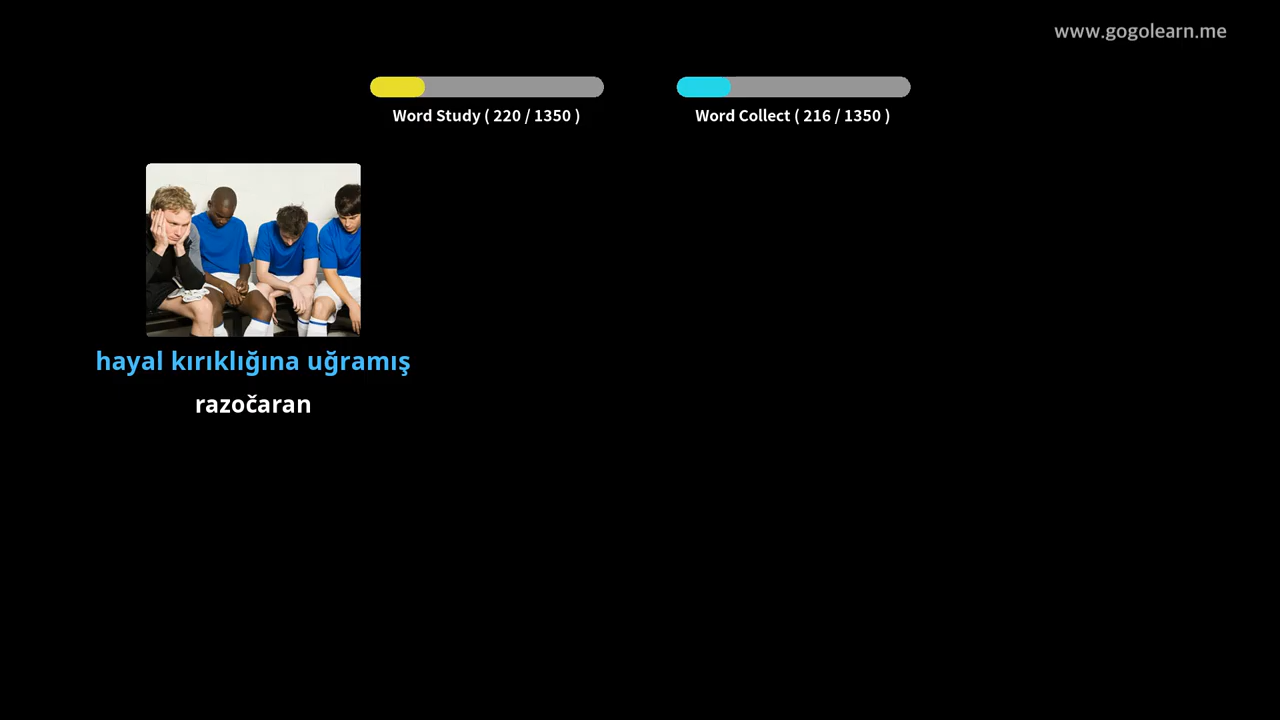 www.gogolearn.me
Word Study ( 220 / 1350 )
Word Collect ( 216 / 1350 )
hayal kırıklığına uğramış
razočaran